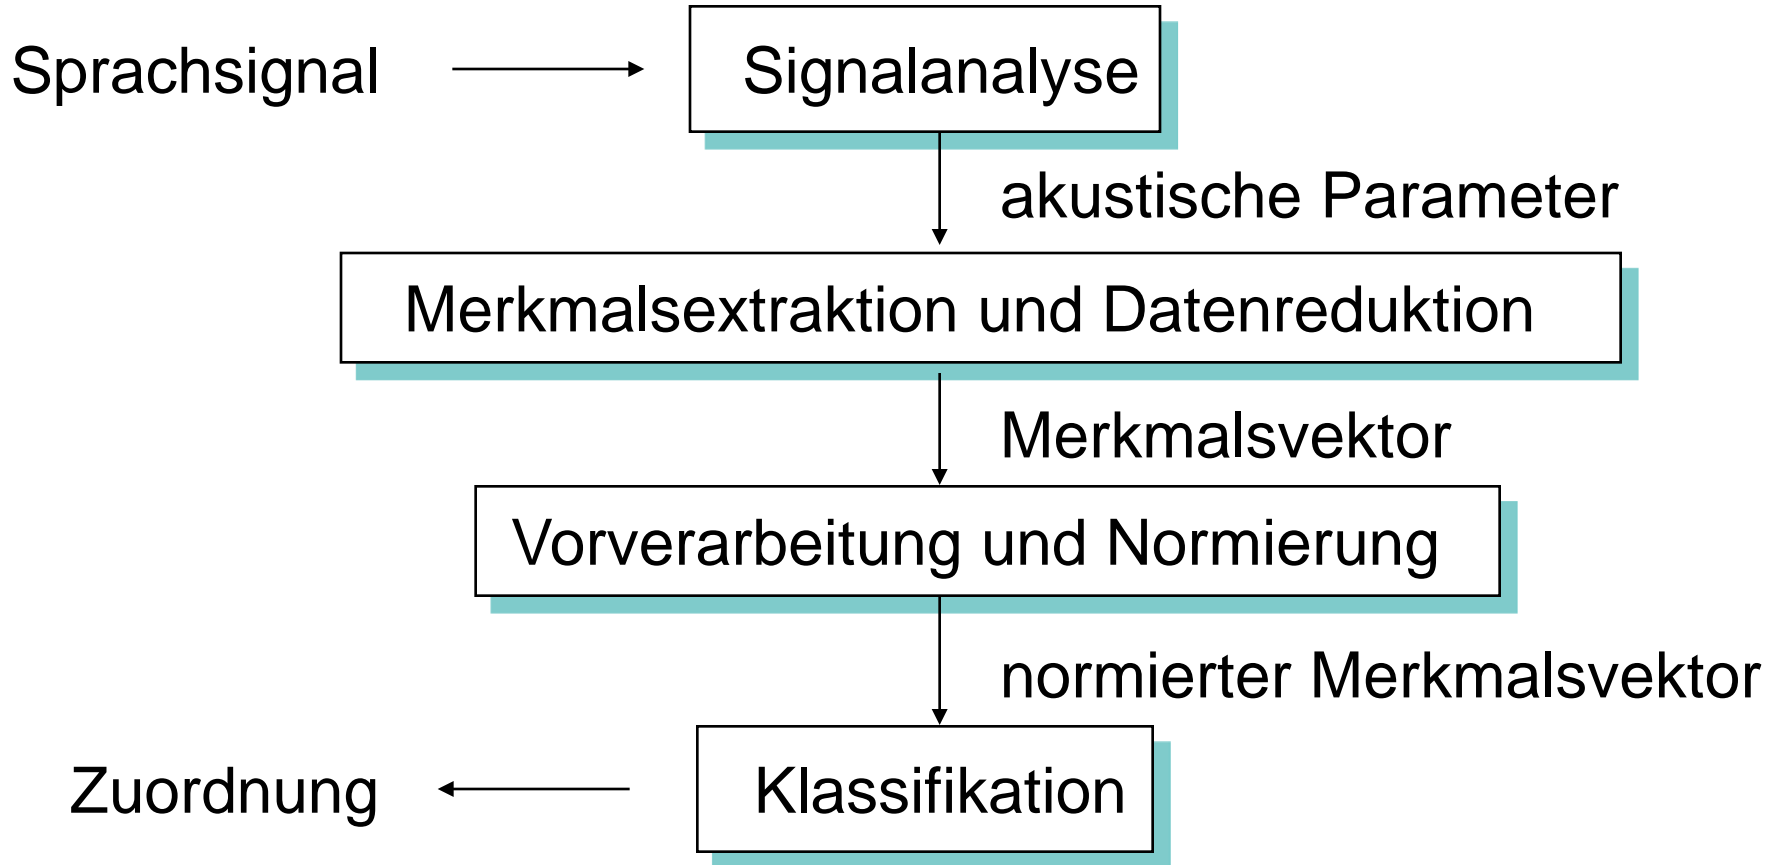 Sprachsignal
Signalanalyse
akustische Parameter
Merkmalsextraktion und Datenreduktion
Merkmalsvektor
Vorverarbeitung und Normierung
normierter Merkmalsvektor
Zuordnung
Klassifikation